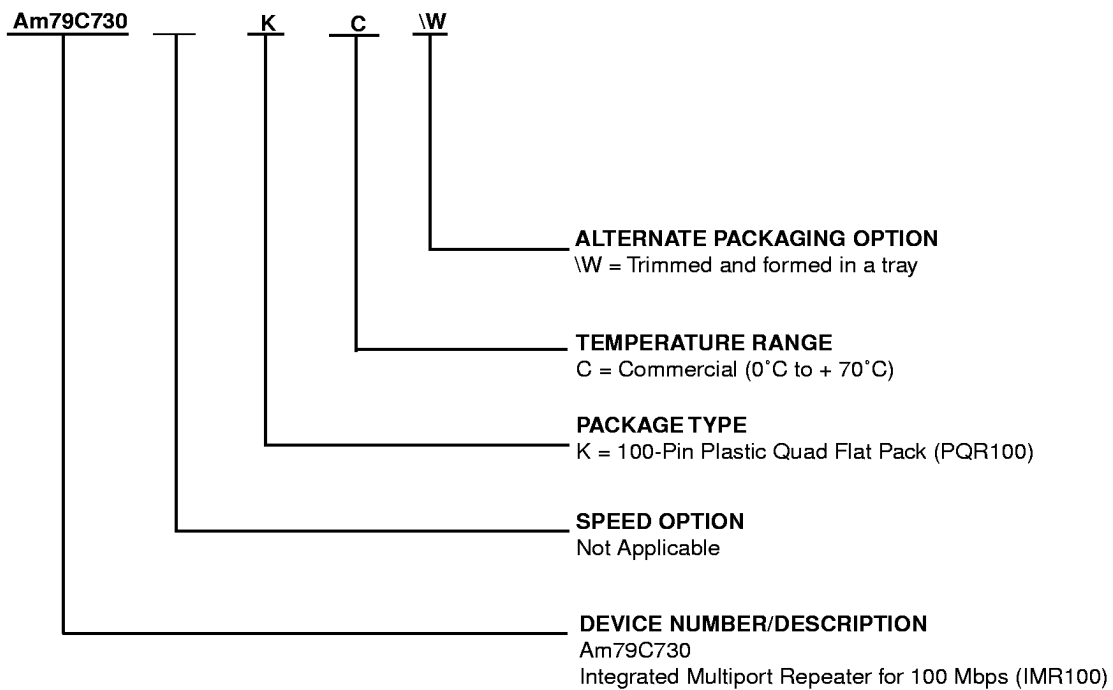 Am79C730 K C \W
ALTERNATE PACKAGING OPTION
\W = Trimmed and formed in a tray
TEMPERATURE RANGE
C = Commercial (0˚C to + 70˚C)
PACKAGE TYPE
K = 100-Pin Plastic Quad Flat Pack (PQR100)
SPEED OPTION
Not Applicable
DEVICE NUMBER/DESCRIPTION
Am79C730
Integrated Multiport Repeater for 100 Mbps (IMR100)